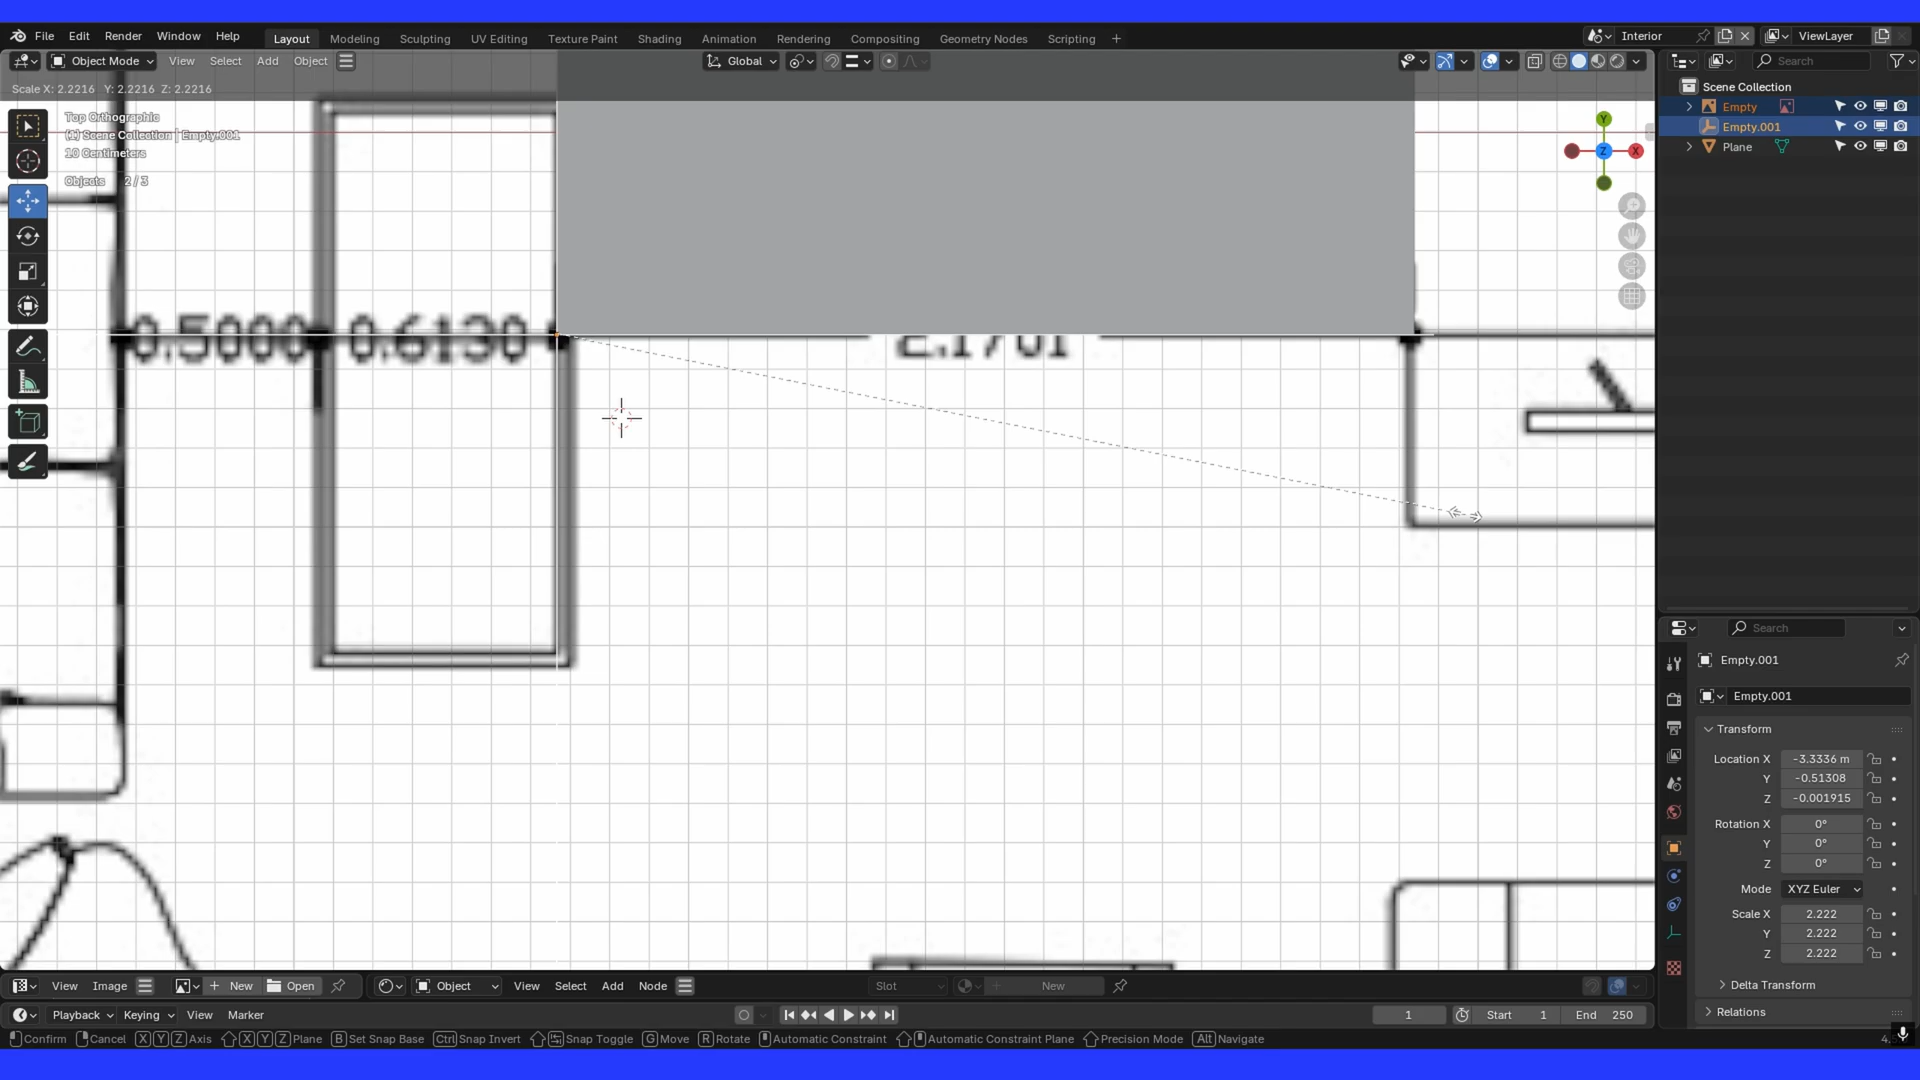 File Edit Render Window Help Layout Modeling Sculpting UV Editing Texture Paint Shading Animation Rendering Compositing Geometry Nodes Scripting + Interior ViewLayer
Object Mode View Select Add Object Global Search
Scale X: 2.2216 Y: 2.2216 Z: 2.2216
Scene Collection
Top Orthographic
(1) Scene Collection | Empty.001
10 Centimeters
Objects 2 / 3
Empty
Empty.001
Plane
Y
X
Z
0.5000 0.6130
2.1701
Search
Empty.001
Empty.001
Transform
Location X -3.3336 m
Y -0.51308
Z -0.001915
Rotation X 0°
Y 0°
Z 0°
Mode XYZ Euler
Scale X 2.222
Y 2.222
Z 2.222
Delta Transform
Relations
View Image New Open Object View Select Add Node Slot New
Playback Keying View Marker 1 Start 1 End 250
Confirm Cancel X Y Z Axis X Y Z Plane B Set Snap Base Ctrl Snap Invert Snap Toggle G Move R Rotate Automatic Constraint Automatic Constraint Plane Precision Mode Alt Navigate